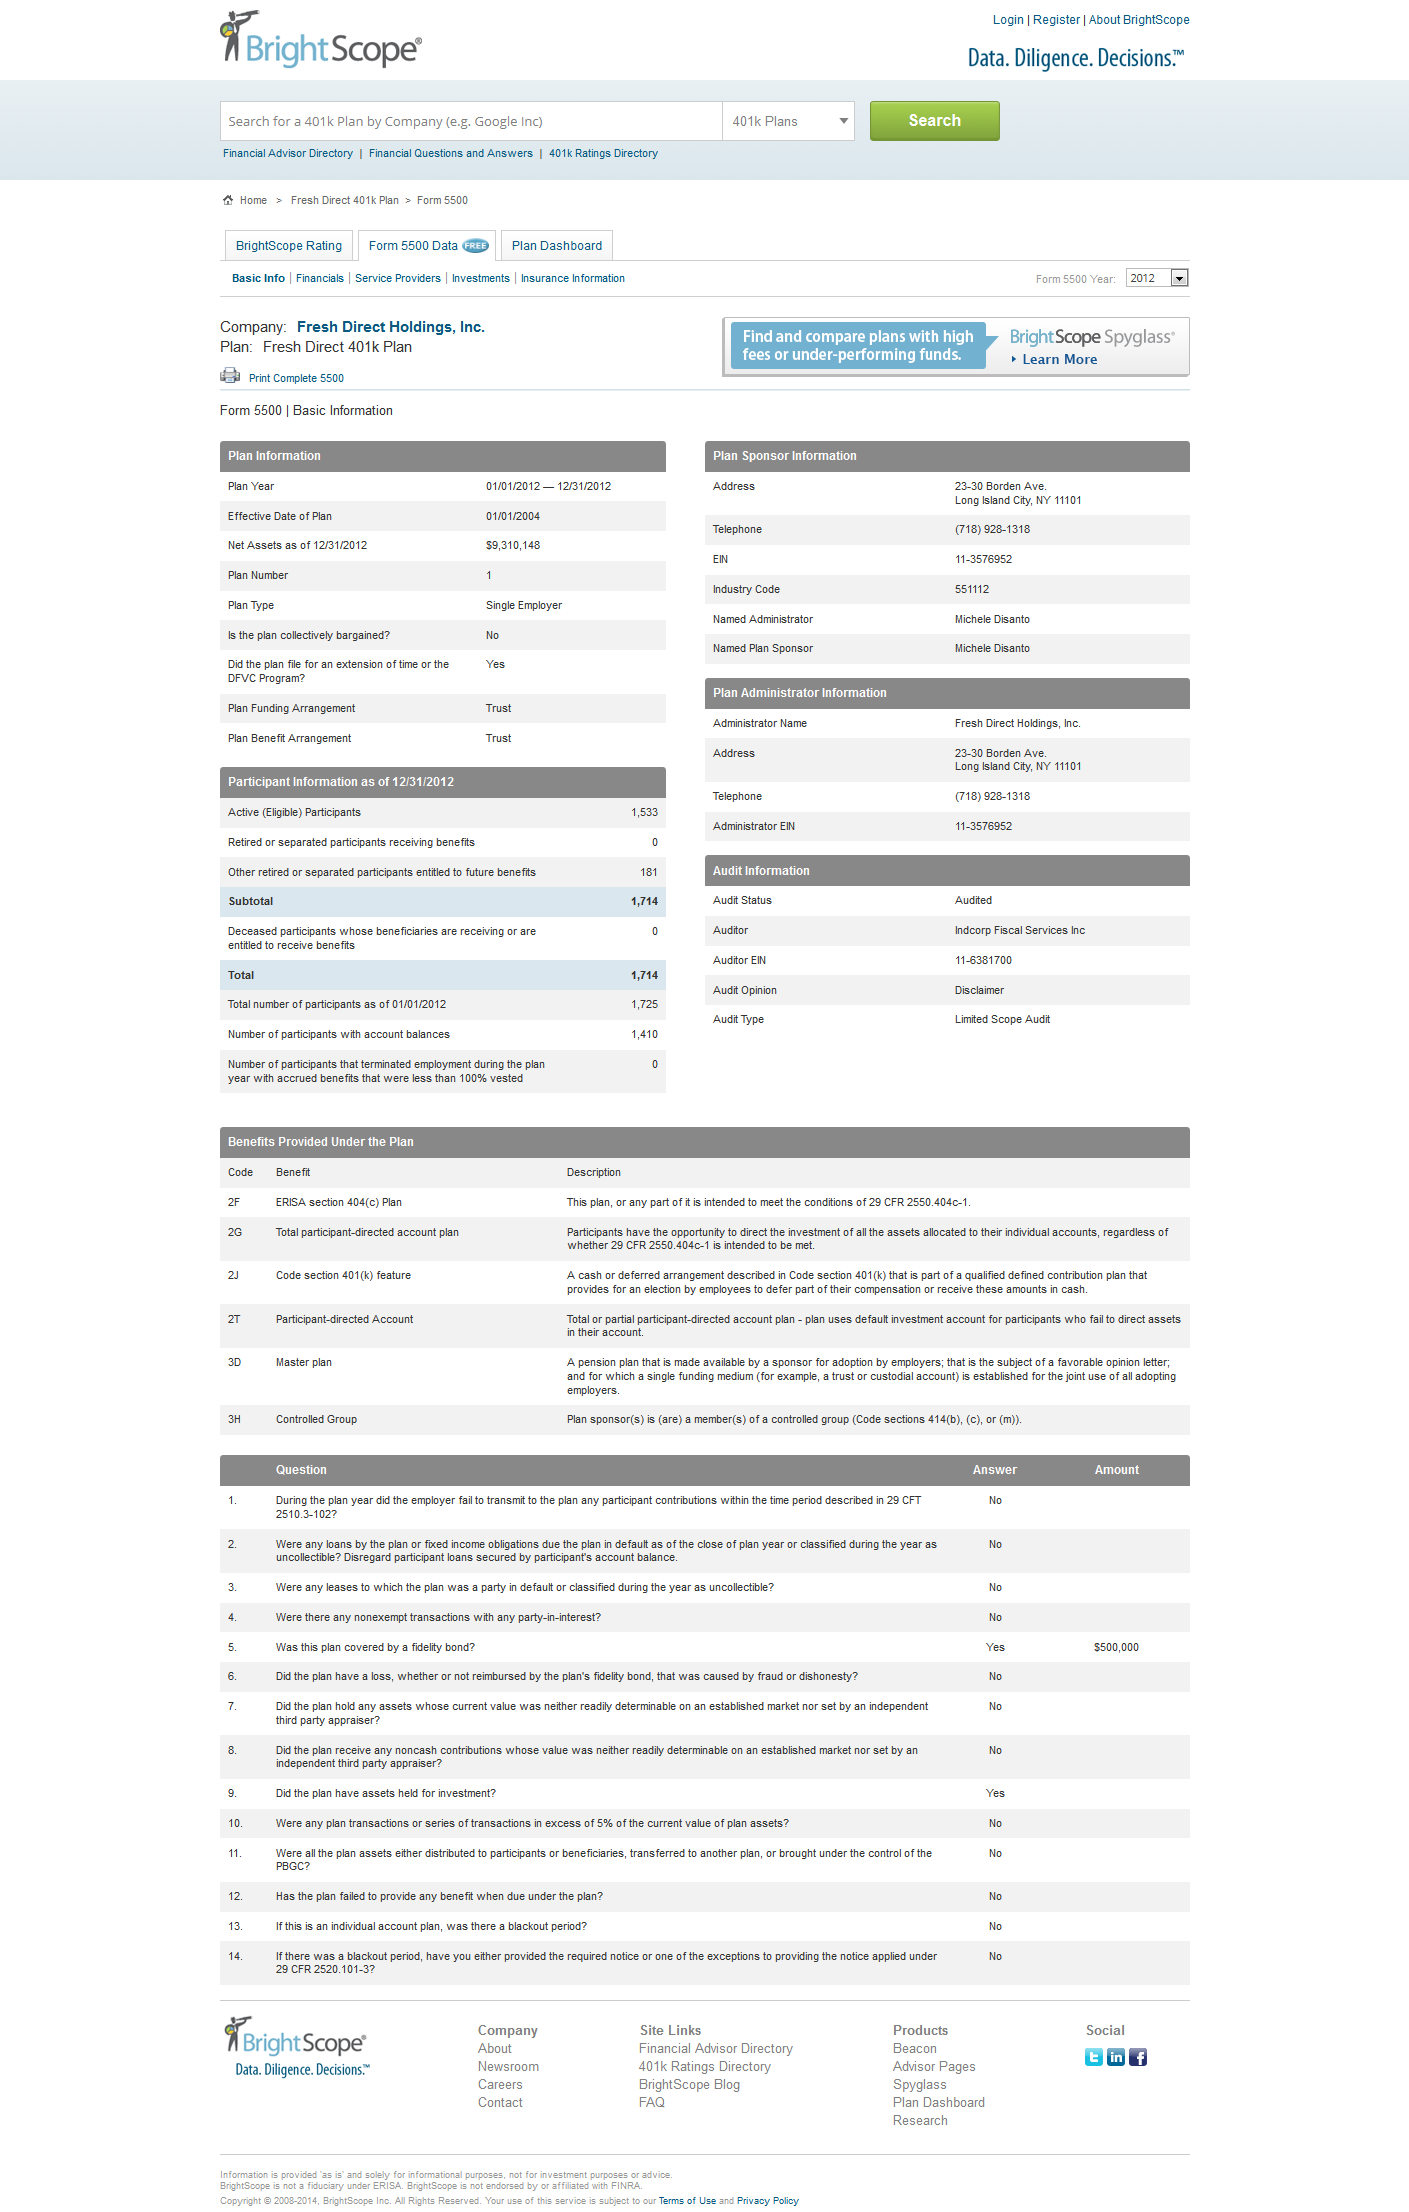 Login | Register | About BrightScope
BrightScope®
Data. Diligence. Decisions.™
Search for a 401k Plan by Company (e.g. Google Inc)
401k Plans
Search
Financial Advisor Directory | Financial Questions and Answers | 401k Ratings Directory
Home > Fresh Direct 401k Plan > Form 5500
BrightScope Rating
Form 5500 Data FREE
Plan Dashboard
Basic Info | Financials | Service Providers | Investments | Insurance Information
Form 5500 Year: 2012
Company: Fresh Direct Holdings, Inc.
Plan: Fresh Direct 401k Plan
Print Complete 5500
Find and compare plans with high
fees or under-performing funds.
BrightScope Spyglass®
Learn More
Form 5500 | Basic Information
Plan Information
Plan Year 01/01/2012 — 12/31/2012
Effective Date of Plan 01/01/2004
Net Assets as of 12/31/2012 $9,310,148
Plan Number 1
Plan Type Single Employer
Is the plan collectively bargained? No
Did the plan file for an extension of time or the Yes
DFVC Program?
Plan Funding Arrangement Trust
Plan Benefit Arrangement Trust
Participant Information as of 12/31/2012
Active (Eligible) Participants 1,533
Retired or separated participants receiving benefits 0
Other retired or separated participants entitled to future benefits 181
Subtotal 1,714
Deceased participants whose beneficiaries are receiving or are 0
entitled to receive benefits
Total 1,714
Total number of participants as of 01/01/2012 1,725
Number of participants with account balances 1,410
Number of participants that terminated employment during the plan 0
year with accrued benefits that were less than 100% vested
Plan Sponsor Information
Address 23-30 Borden Ave.
Long Island City, NY 11101
Telephone (718) 928-1318
EIN 11-3576952
Industry Code 551112
Named Administrator Michele Disanto
Named Plan Sponsor Michele Disanto
Plan Administrator Information
Administrator Name Fresh Direct Holdings, Inc.
Address 23-30 Borden Ave.
Long Island City, NY 11101
Telephone (718) 928-1318
Administrator EIN 11-3576952
Audit Information
Audit Status Audited
Auditor Indcorp Fiscal Services Inc
Auditor EIN 11-6381700
Audit Opinion Disclaimer
Audit Type Limited Scope Audit
Benefits Provided Under the Plan
Code Benefit Description
2F ERISA section 404(c) Plan This plan, or any part of it is intended to meet the conditions of 29 CFR 2550.404c-1.
2G Total participant-directed account plan Participants have the opportunity to direct the investment of all the assets allocated to their individual accounts, regardless of
whether 29 CFR 2550.404c-1 is intended to be met.
2J Code section 401(k) feature A cash or deferred arrangement described in Code section 401(k) that is part of a qualified defined contribution plan that
provides for an election by employees to defer part of their compensation or receive these amounts in cash.
2T Participant-directed Account Total or partial participant-directed account plan - plan uses default investment account for participants who fail to direct assets
in their account.
3D Master plan A pension plan that is made available by a sponsor for adoption by employers; that is the subject of a favorable opinion letter;
and for which a single funding medium (for example, a trust or custodial account) is established for the joint use of all adopting
employers.
3H Controlled Group Plan sponsor(s) is (are) a member(s) of a controlled group (Code sections 414(b), (c), or (m)).
Question Answer Amount
1. During the plan year did the employer fail to transmit to the plan any participant contributions within the time period described in 29 CFT No
2510.3-102?
2. Were any loans by the plan or fixed income obligations due the plan in default as of the close of plan year or classified during the year as No
uncollectible? Disregard participant loans secured by participant's account balance.
3. Were any leases to which the plan was a party in default or classified during the year as uncollectible? No
4. Were there any nonexempt transactions with any party-in-interest? No
5. Was this plan covered by a fidelity bond? Yes $500,000
6. Did the plan have a loss, whether or not reimbursed by the plan's fidelity bond, that was caused by fraud or dishonesty? No
7. Did the plan hold any assets whose current value was neither readily determinable on an established market nor set by an independent No
third party appraiser?
8. Did the plan receive any noncash contributions whose value was neither readily determinable on an established market nor set by an No
independent third party appraiser?
9. Did the plan have assets held for investment? Yes
10. Were any plan transactions or series of transactions in excess of 5% of the current value of plan assets? No
11. Were all the plan assets either distributed to participants or beneficiaries, transferred to another plan, or brought under the control of the No
PBGC?
12. Has the plan failed to provide any benefit when due under the plan? No
13. If this is an individual account plan, was there a blackout period? No
14. If there was a blackout period, have you either provided the required notice or one of the exceptions to providing the notice applied under No
29 CFR 2520.101-3?
BrightScope®
Data. Diligence. Decisions.™
Company
About
Newsroom
Careers
Contact
Site Links
Financial Advisor Directory
401k Ratings Directory
BrightScope Blog
FAQ
Products
Beacon
Advisor Pages
Spyglass
Plan Dashboard
Research
Social
Information is provided 'as is' and solely for informational purposes, not for investment purposes or advice.
BrightScope is not a fiduciary under ERISA. BrightScope is not endorsed by or affiliated with FINRA.
Copyright © 2008-2014, BrightScope Inc. All Rights Reserved. Your use of this service is subject to our Terms of Use and Privacy Policy